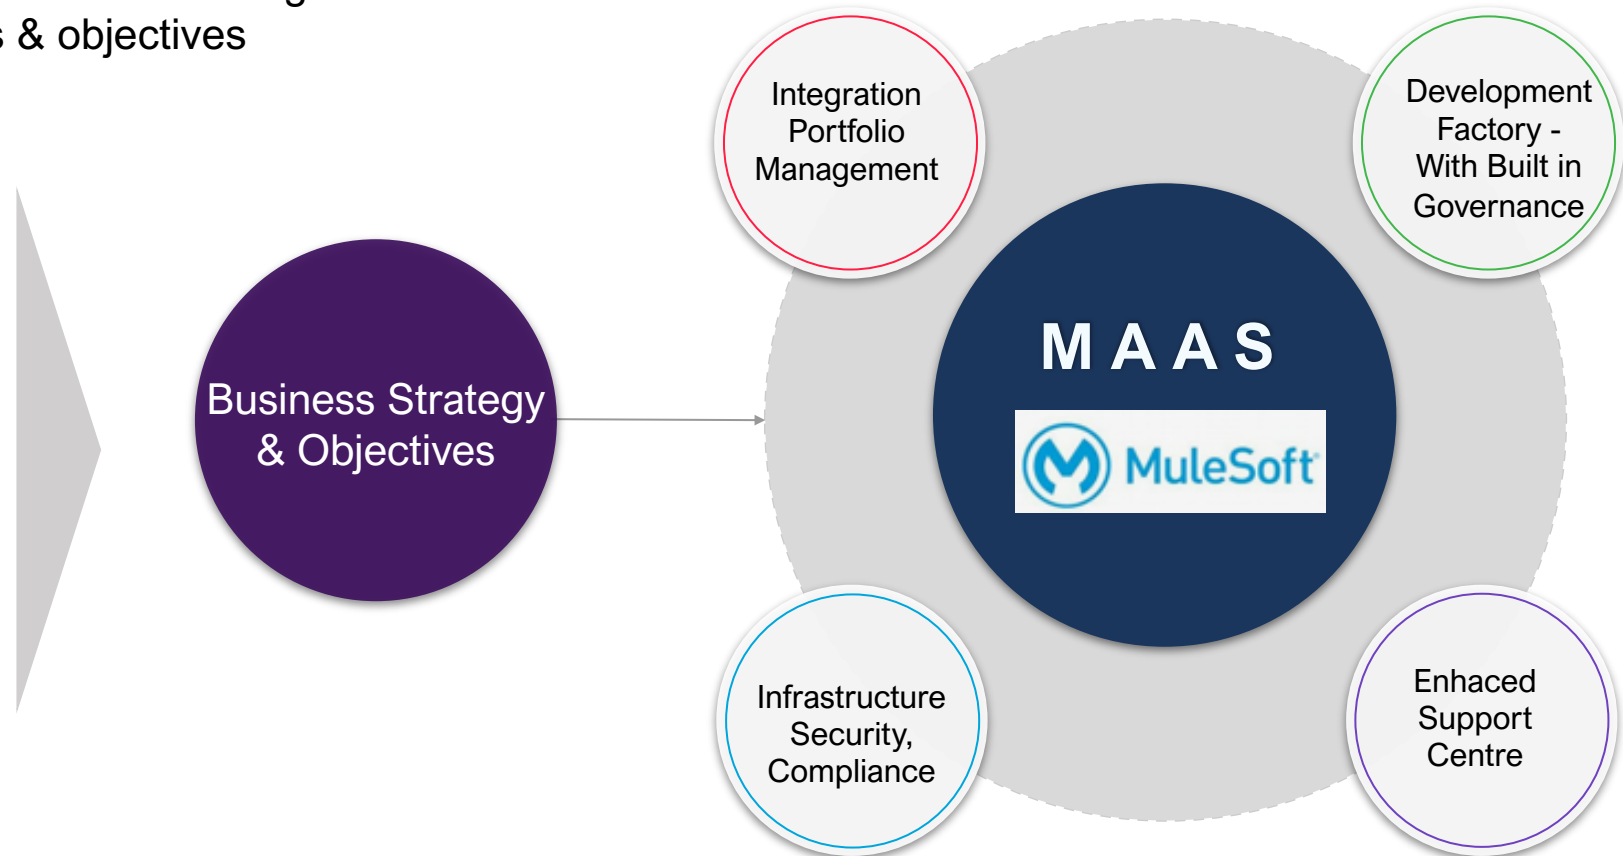 s & objectives
Integration
Portfolio
Management
Development
Factory -
With Built in
Governance
Business Strategy
& Objectives
M A A S
MuleSoft
Infrastructure
Security,
Compliance
Enhaced
Support
Centre